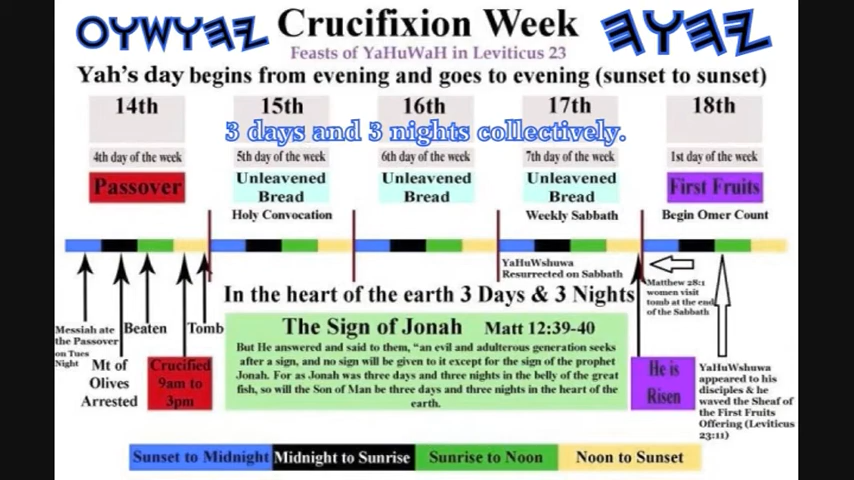 𐤏𐤅𐤔𐤅𐤄𐤉 Crucifixion Week 𐤄𐤅𐤄𐤉
Feasts of YaHuWaH in Leviticus 23
Yah's day begins from evening and goes to evening (sunset to sunset)
14th 15th 16th 17th 18th
3 days and 3 nights collectively.
4th day of the week 5th day of the week 6th day of the week 7th day of the week 1st day of the week
Passover Unleavened Bread Unleavened Bread Unleavened Bread First Fruits
Holy Convocation Weekly Sabbath Begin Omer Count
YaHuWshuwa
Resurrected on Sabbath
Matthew 28:1
women visit
tomb at the end
of the Sabbath
In the heart of the earth 3 Days & 3 Nights
Messiah ate
the Passover
on Tues
Night
Mt of
Olives
Arrested
Beaten
Crucified
9am to
3pm
Tomb
The Sign of Jonah Matt 12:39-40
But He answered and said to them, "an evil and adulterous generation seeks
after a sign, and no sign will be given to it except for the sign of the prophet
Jonah. For as Jonah was three days and three nights in the belly of the great
fish, so will the Son of Man be three days and three nights in the heart of the
earth.
He is
Risen
YaHuWshuwa
appeared to his
disciples & he
waved the Sheaf of
the First Fruits
Offering (Leviticus
23:11)
Sunset to Midnight Midnight to Sunrise Sunrise to Noon Noon to Sunset